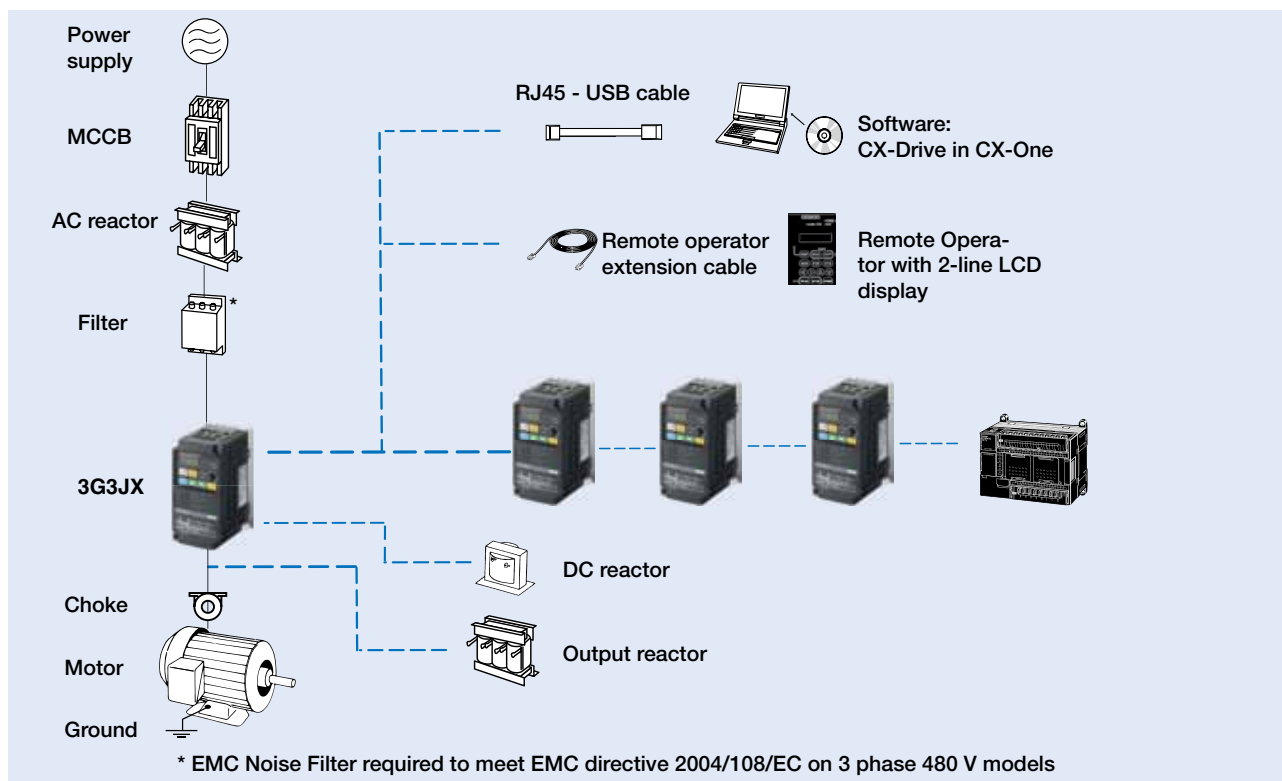 Power
supply
RJ45 - USB cable
MCCB
Software:
CX-Drive in CX-One
AC reactor
Remote operator
extension cable
Remote Opera-
tor with 2-line LCD
display
*
Filter
3G3JX
DC reactor
Choke
Output reactor
Motor
Ground
* EMC Noise Filter required to meet EMC directive 2004/108/EC on 3 phase 480 V models